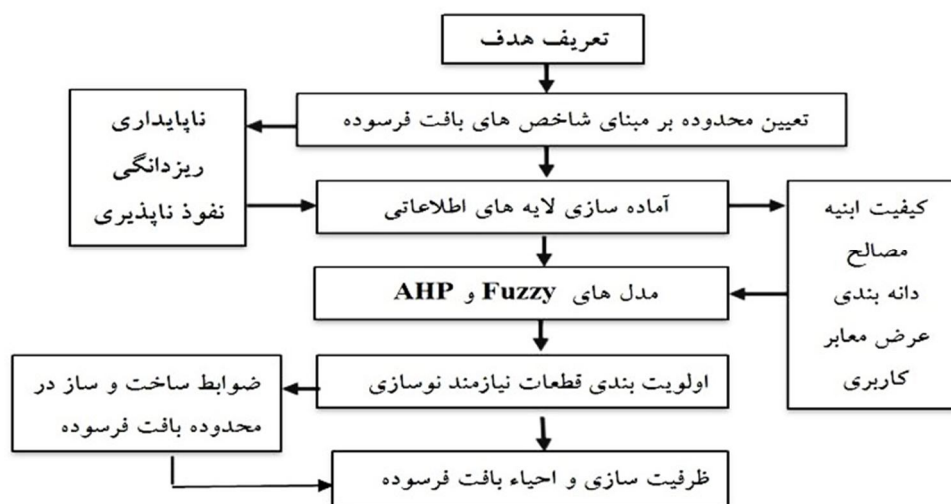 تعریف هدف
تعیین محدوده بر مبنای شاخص های بافت فرسوده
ناپایداری
ریزدانگی
نفوذ ناپذیری
آماده سازی لایه های اطلاعاتی
کیفیت ابنیه
مصالح
دانه بندی
عرض معابر
کاربری
مدل های Fuzzy و AHP
اولویت بندی قطعات نیازمند نوسازی
ضوابط ساخت و ساز در
محدوده بافت فرسوده
ظرفیت سازی و احیاء بافت فرسوده